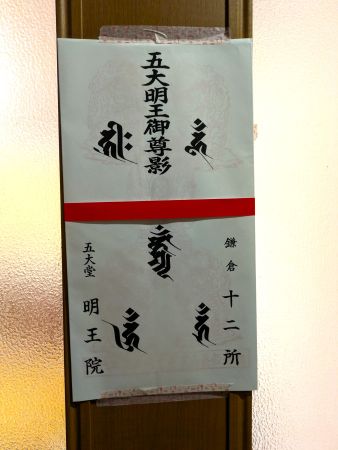 五大明王御尊影
鎌倉 十二所
五大堂 明王院